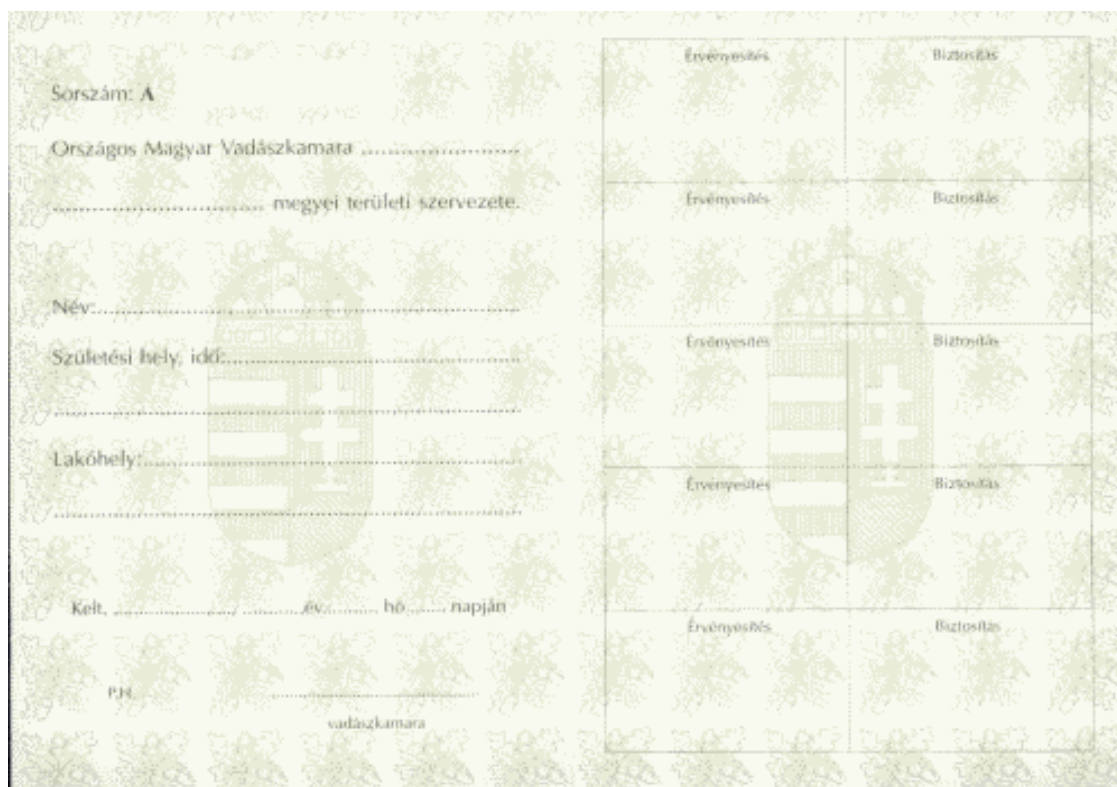 Sorszám: A
Országos Magyar Vadászkamara ........................
................................ megyei területi szervezete.
Név:................................................................
Születési hely, idő:............................................
........................................................................
Lakóhely:.........................................................
........................................................................
Kelt, ..................../ .........év......... hó....... napján
P.H. ...................................
vadászkamara
Érvényesítés Biztosítás
Érvényesítés Biztosítás
Érvényesítés Biztosítás
Érvényesítés Biztosítás
Érvényesítés Biztosítás